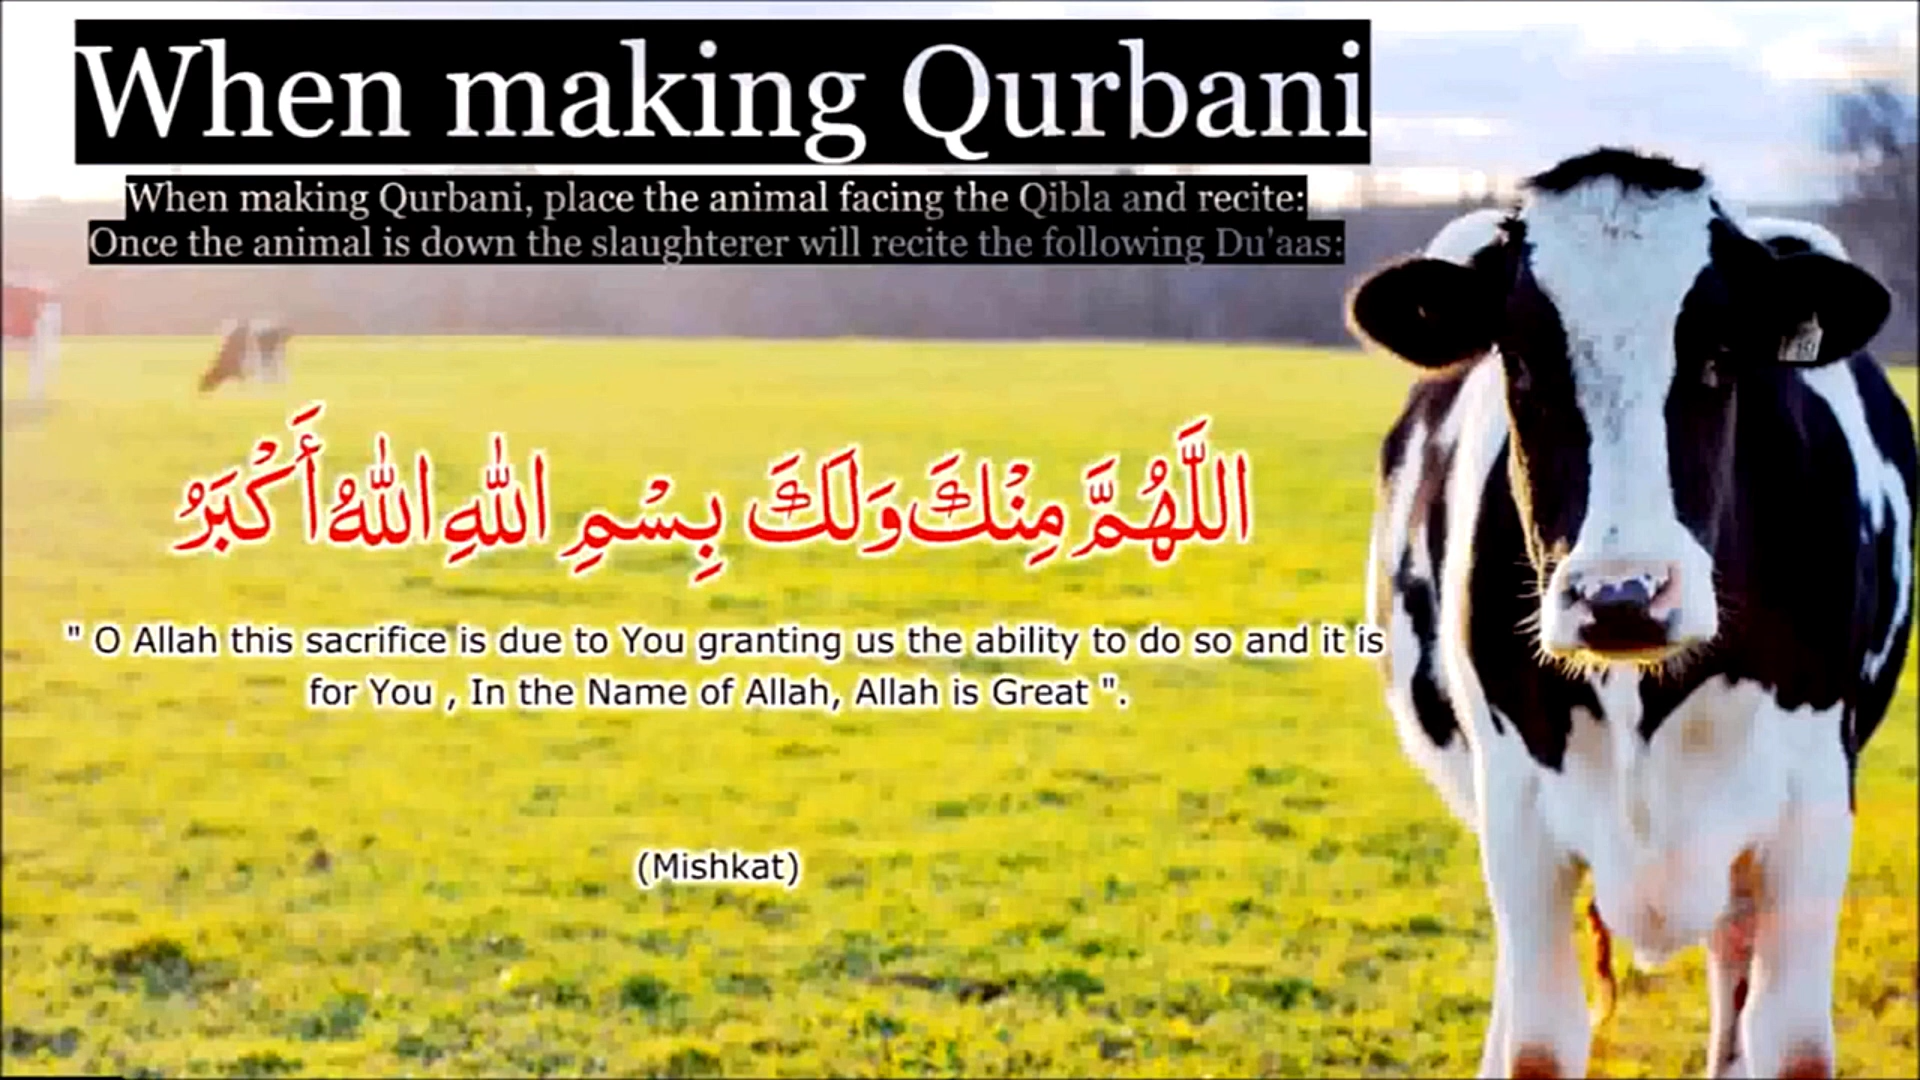 When making Qurbani
When making Qurbani, place the animal facing the Qibla and recite:
Once the animal is down the slaughterer will recite the following Du'aas:
اللَّهُمَّ مِنْكَ وَلَكَ بِسْمِ اللهِ اللهُ أَكْبَرُ
" O Allah this sacrifice is due to You granting us the ability to do so and it is
for You , In the Name of Allah, Allah is Great ".
(Mishkat)